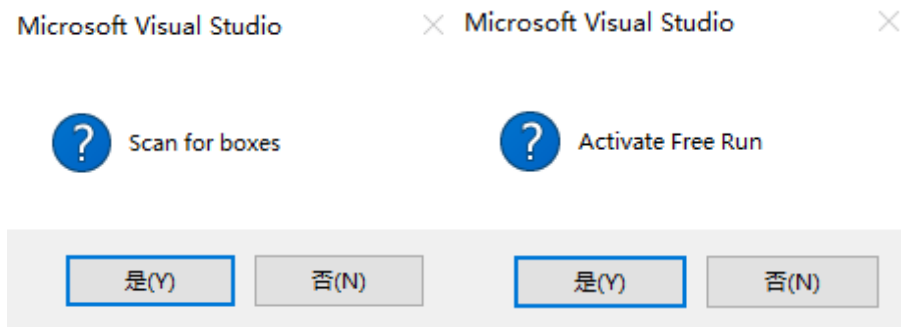 Microsoft Visual Studio
Scan for boxes
是(Y)
否(N)
Microsoft Visual Studio
Activate Free Run
是(Y)
否(N)